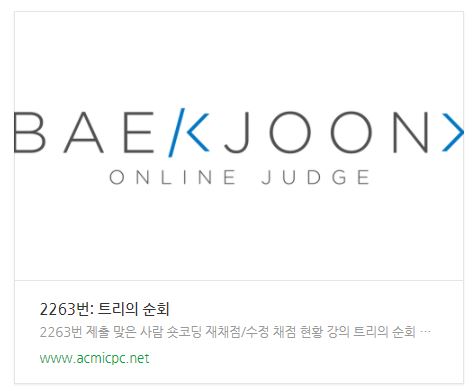 BAEKJOON
ONLINE JUDGE
2263번: 트리의 순회
2263번 제출 맞은 사람 숏코딩 재채점/수정 채점 현황 강의 트리의 순회 …
www.acmicpc.net